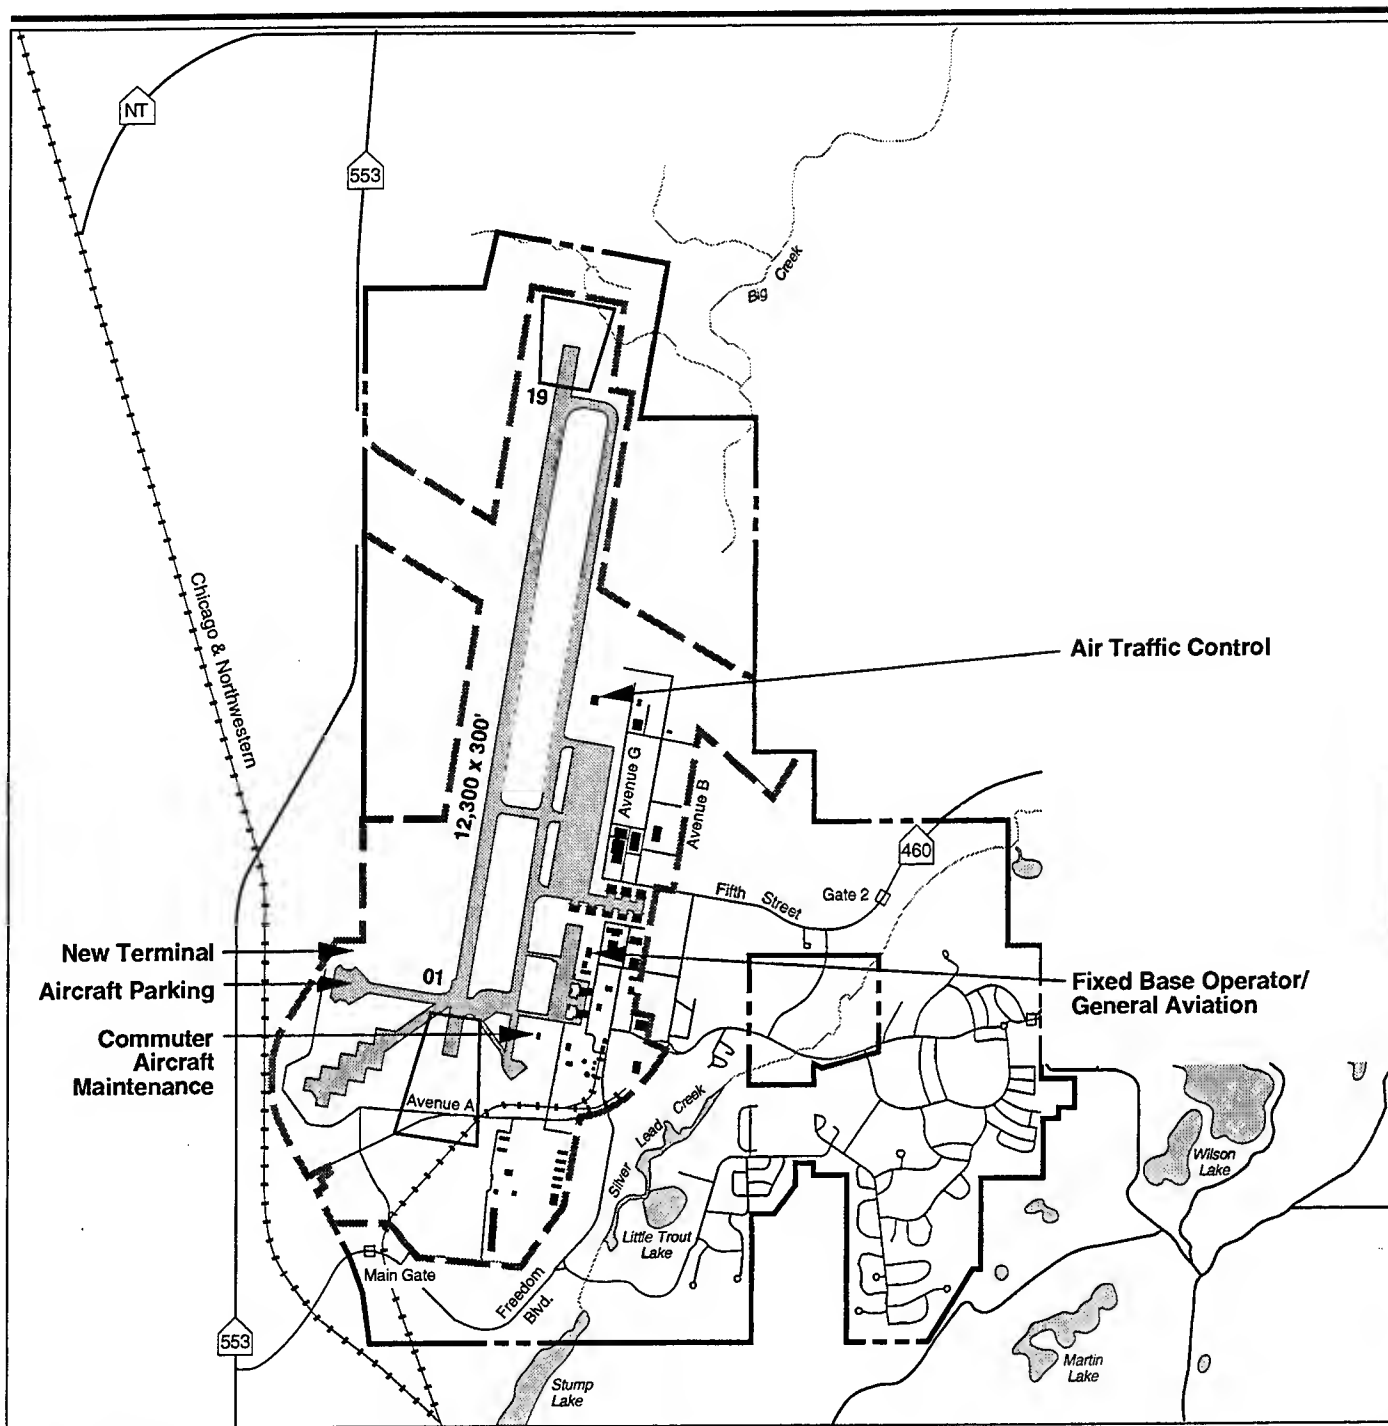 NT
553
Big Creek
19
Chicago & Northwestern
Air Traffic Control
12,300 x 300'
Avenue G
Avenue B
460
Fifth Street
Gate 2
New Terminal
01
Aircraft Parking
Fixed Base Operator/
General Aviation
Commuter
Aircraft
Maintenance
Avenue A
Silver Lead Creek
Wilson
Lake
Little Trout
Lake
Main Gate
Freedom
Blvd.
553
Martin
Lake
Stump
Lake